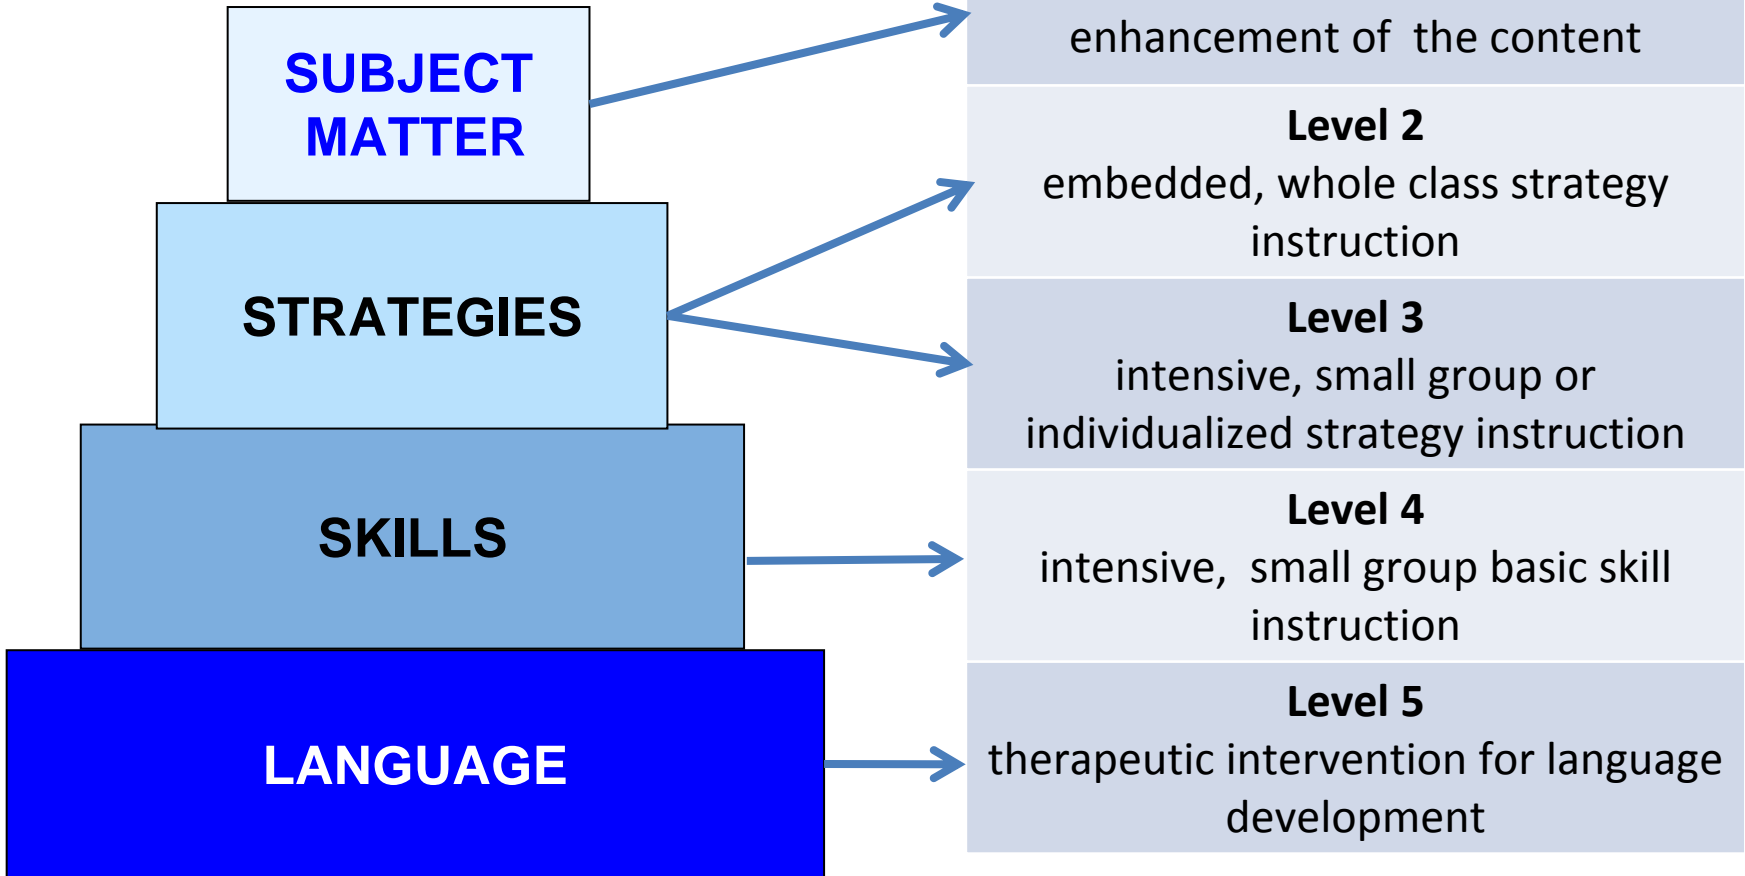 SUBJECT
MATTER
STRATEGIES
SKILLS
LANGUAGE
enhancement of the content
Level 2
embedded, whole class strategy
instruction
Level 3
intensive, small group or
individualized strategy instruction
Level 4
intensive, small group basic skill
instruction
Level 5
therapeutic intervention for language
development